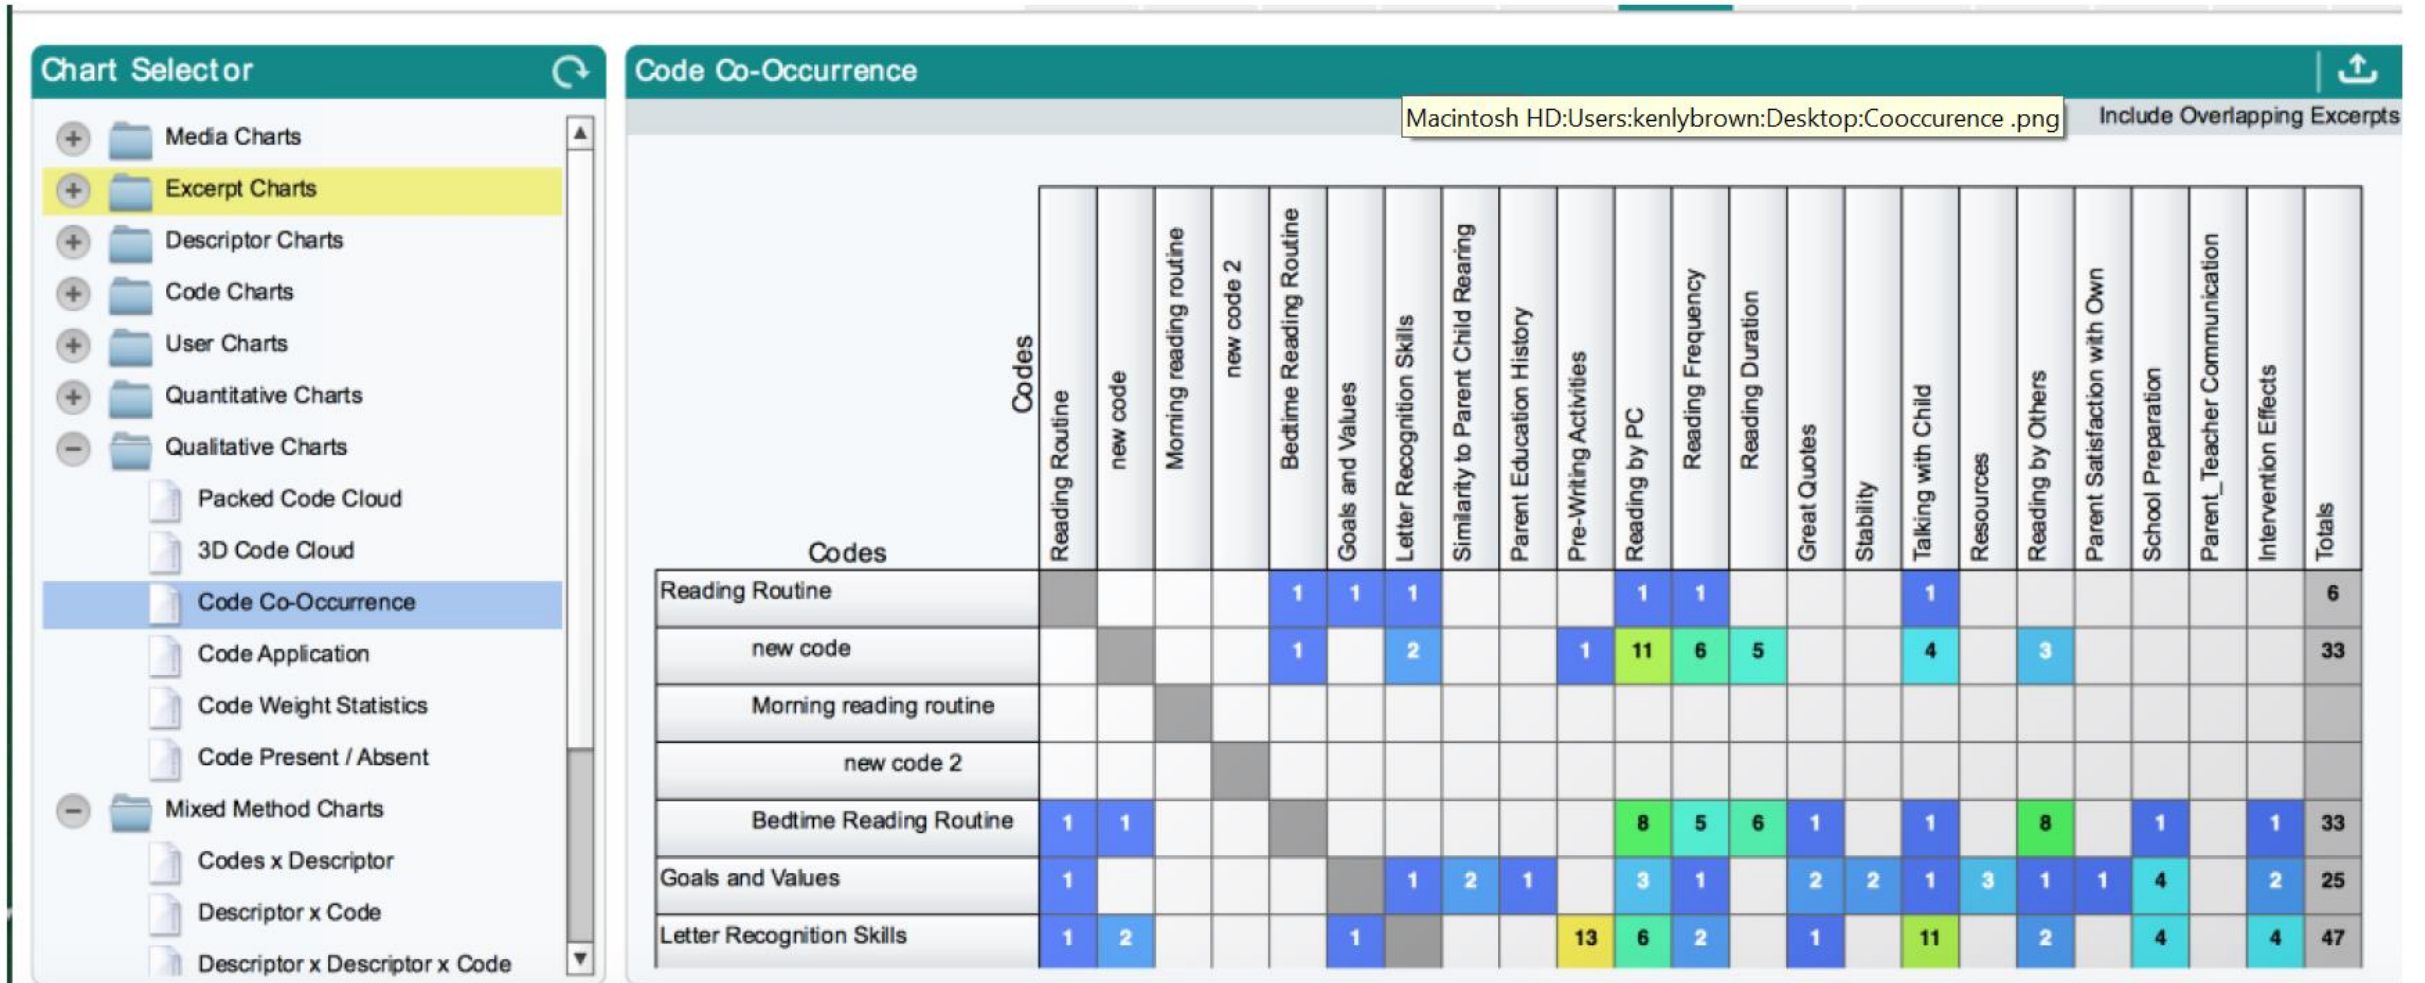 Chart Selector
Media Charts
Excerpt Charts
Descriptor Charts
Code Charts
User Charts
Quantitative Charts
Qualitative Charts
Packed Code Cloud
3D Code Cloud
Code Co-Occurrence
Code Application
Code Weight Statistics
Code Present / Absent
Mixed Method Charts
Codes x Descriptor
Descriptor x Code
Descriptor x Descriptor x Code
Code Co-Occurrence
Macintosh HD:Users:kenlybrown:Desktop:Cooccurence .png
Include Overlapping Excerpts
Codes
Reading Routine
new code
Morning reading routine
new code 2
Bedtime Reading Routine
Goals and Values
Letter Recognition Skills
Similarity to Parent Child Rearing
Parent Education History
Pre-Writing Activities
Reading by PC
Reading Frequency
Reading Duration
Great Quotes
Stability
Talking with Child
Resources
Reading by Others
Parent Satisfaction with Own
School Preparation
Parent_Teacher Communication
Intervention Effects
Totals
Codes
Reading Routine 1 1 1 1 1 1 6
new code 1 2 1 11 6 5 4 3 33
Morning reading routine
new code 2
Bedtime Reading Routine 1 1 8 5 6 1 1 8 1 1 33
Goals and Values 1 1 2 1 3 1 2 2 1 3 1 1 4 2 25
Letter Recognition Skills 1 2 1 13 6 2 1 11 2 4 4 47